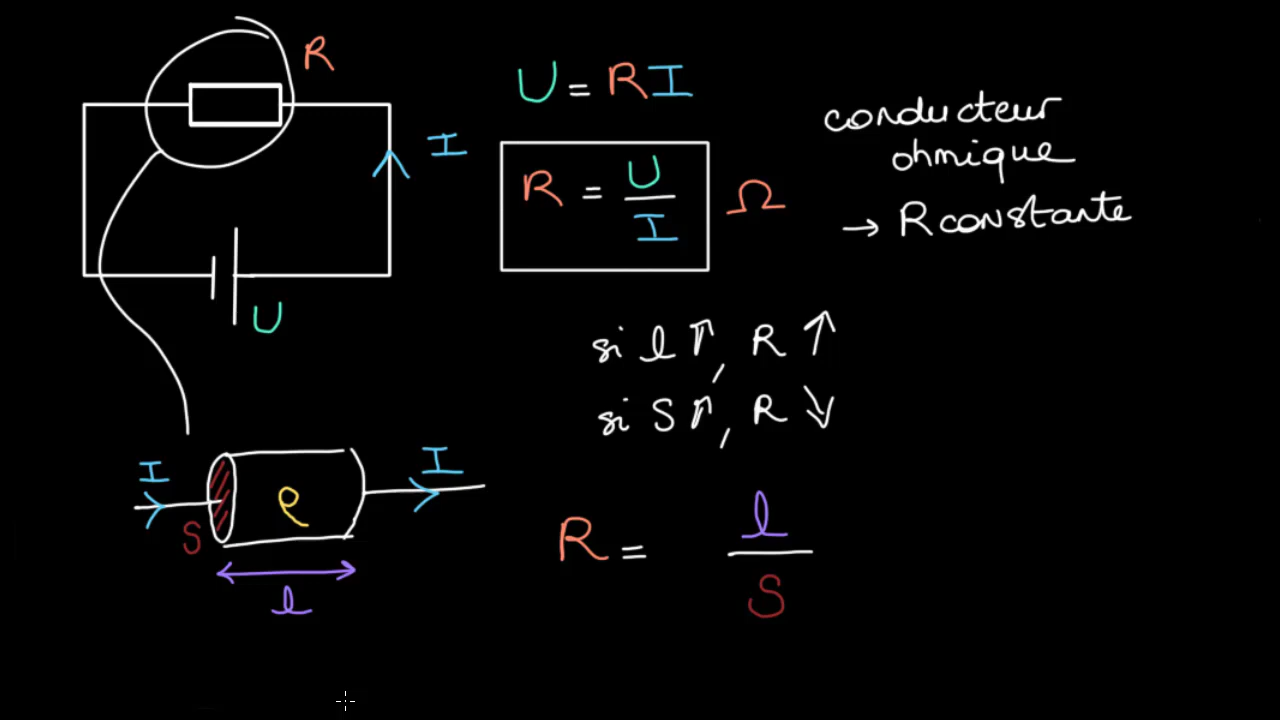 R
U = RI
I
R = U/I Ω
conducteur
ohmique
→ R constante
U
si l ↑, R ↑
si S ↑, R ↓
I
I
ρ
S
l
R = l/S